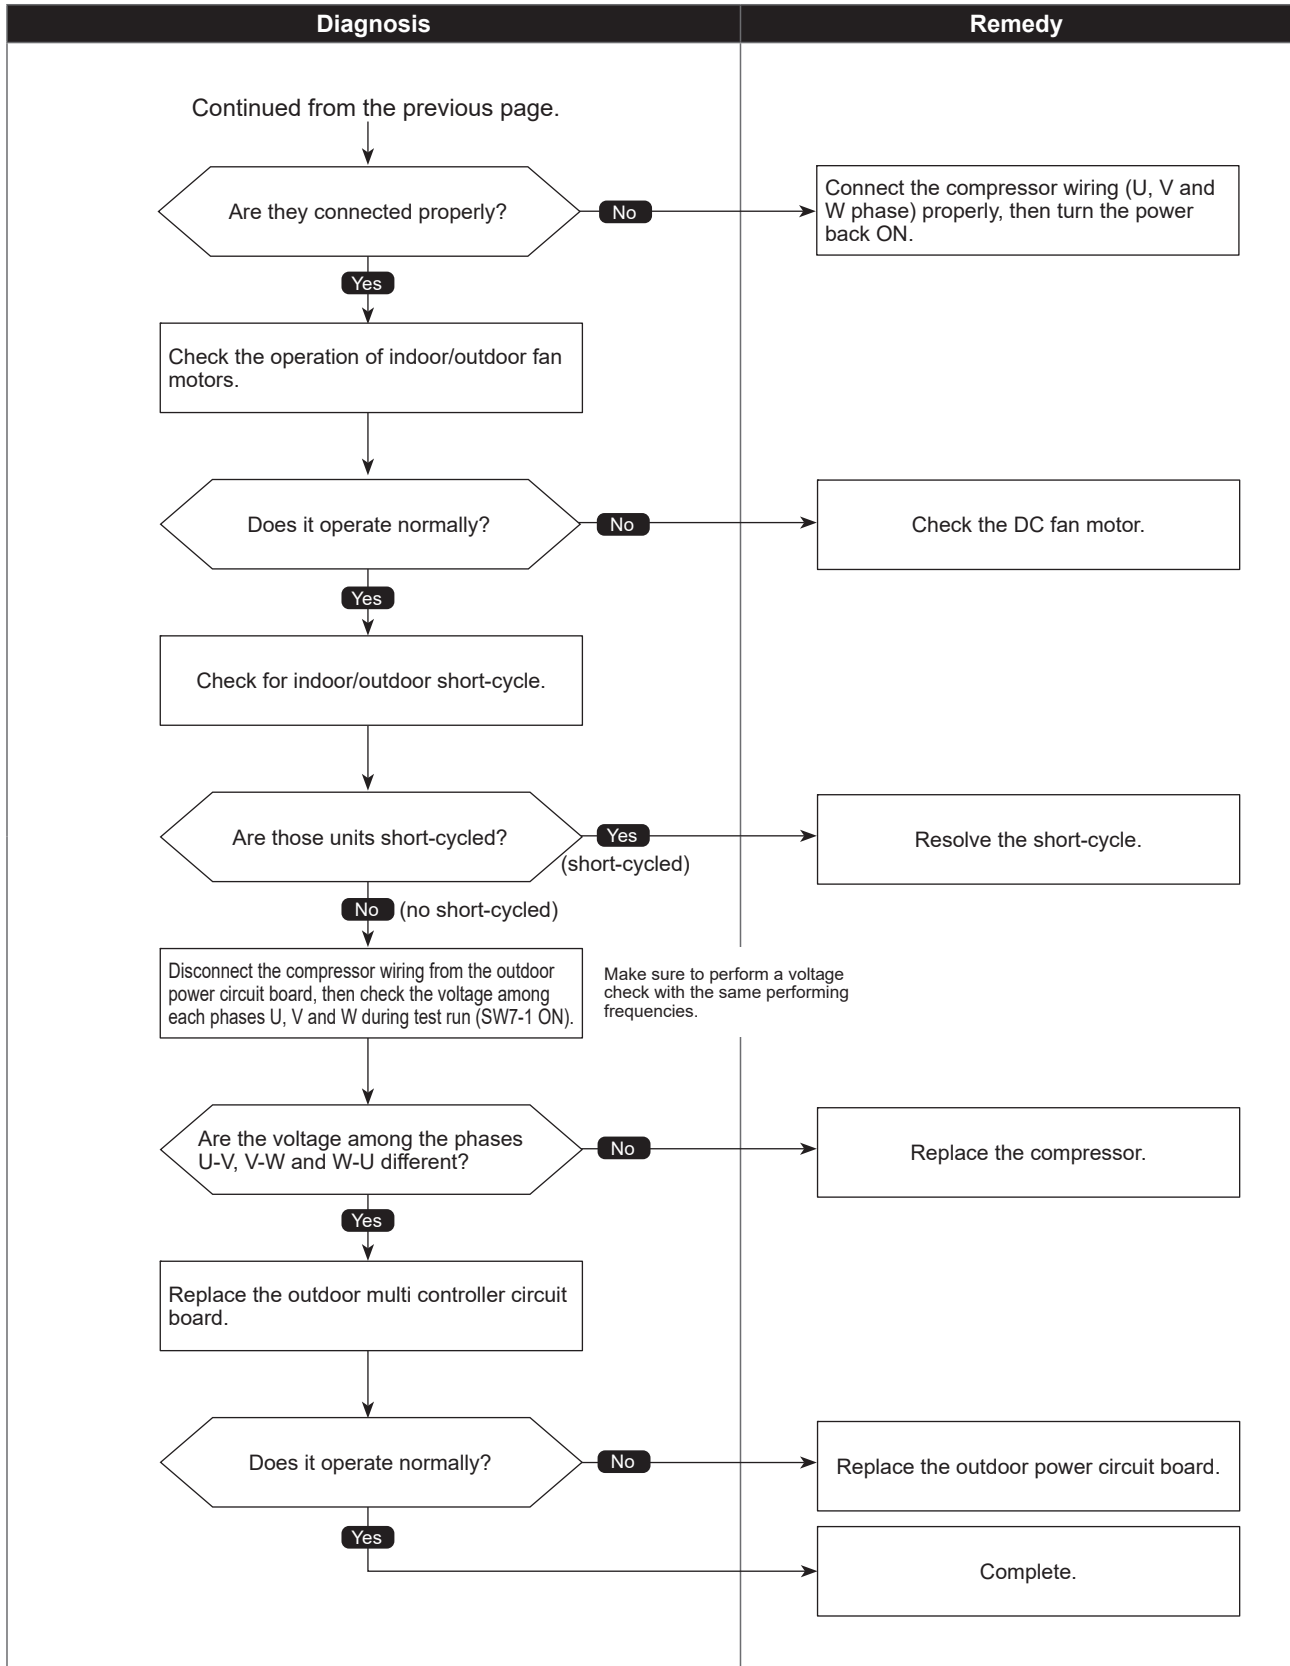 Diagnosis
Remedy
Continued from the previous page.
Are they connected properly?
No
Connect the compressor wiring (U, V and
W phase) properly, then turn the power
back ON.
Yes
Check the operation of indoor/outdoor fan
motors.
Does it operate normally?
No
Check the DC fan motor.
Yes
Check for indoor/outdoor short-cycle.
Are those units short-cycled?
Yes
(short-cycled)
Resolve the short-cycle.
No (no short-cycled)
Disconnect the compressor wiring from the outdoor
power circuit board, then check the voltage among
each phases U, V and W during test run (SW7-1 ON).
Make sure to perform a voltage
check with the same performing
frequencies.
Are the voltage among the phases
U-V, V-W and W-U different?
No
Replace the compressor.
Yes
Replace the outdoor multi controller circuit
board.
Does it operate normally?
No
Replace the outdoor power circuit board.
Yes
Complete.